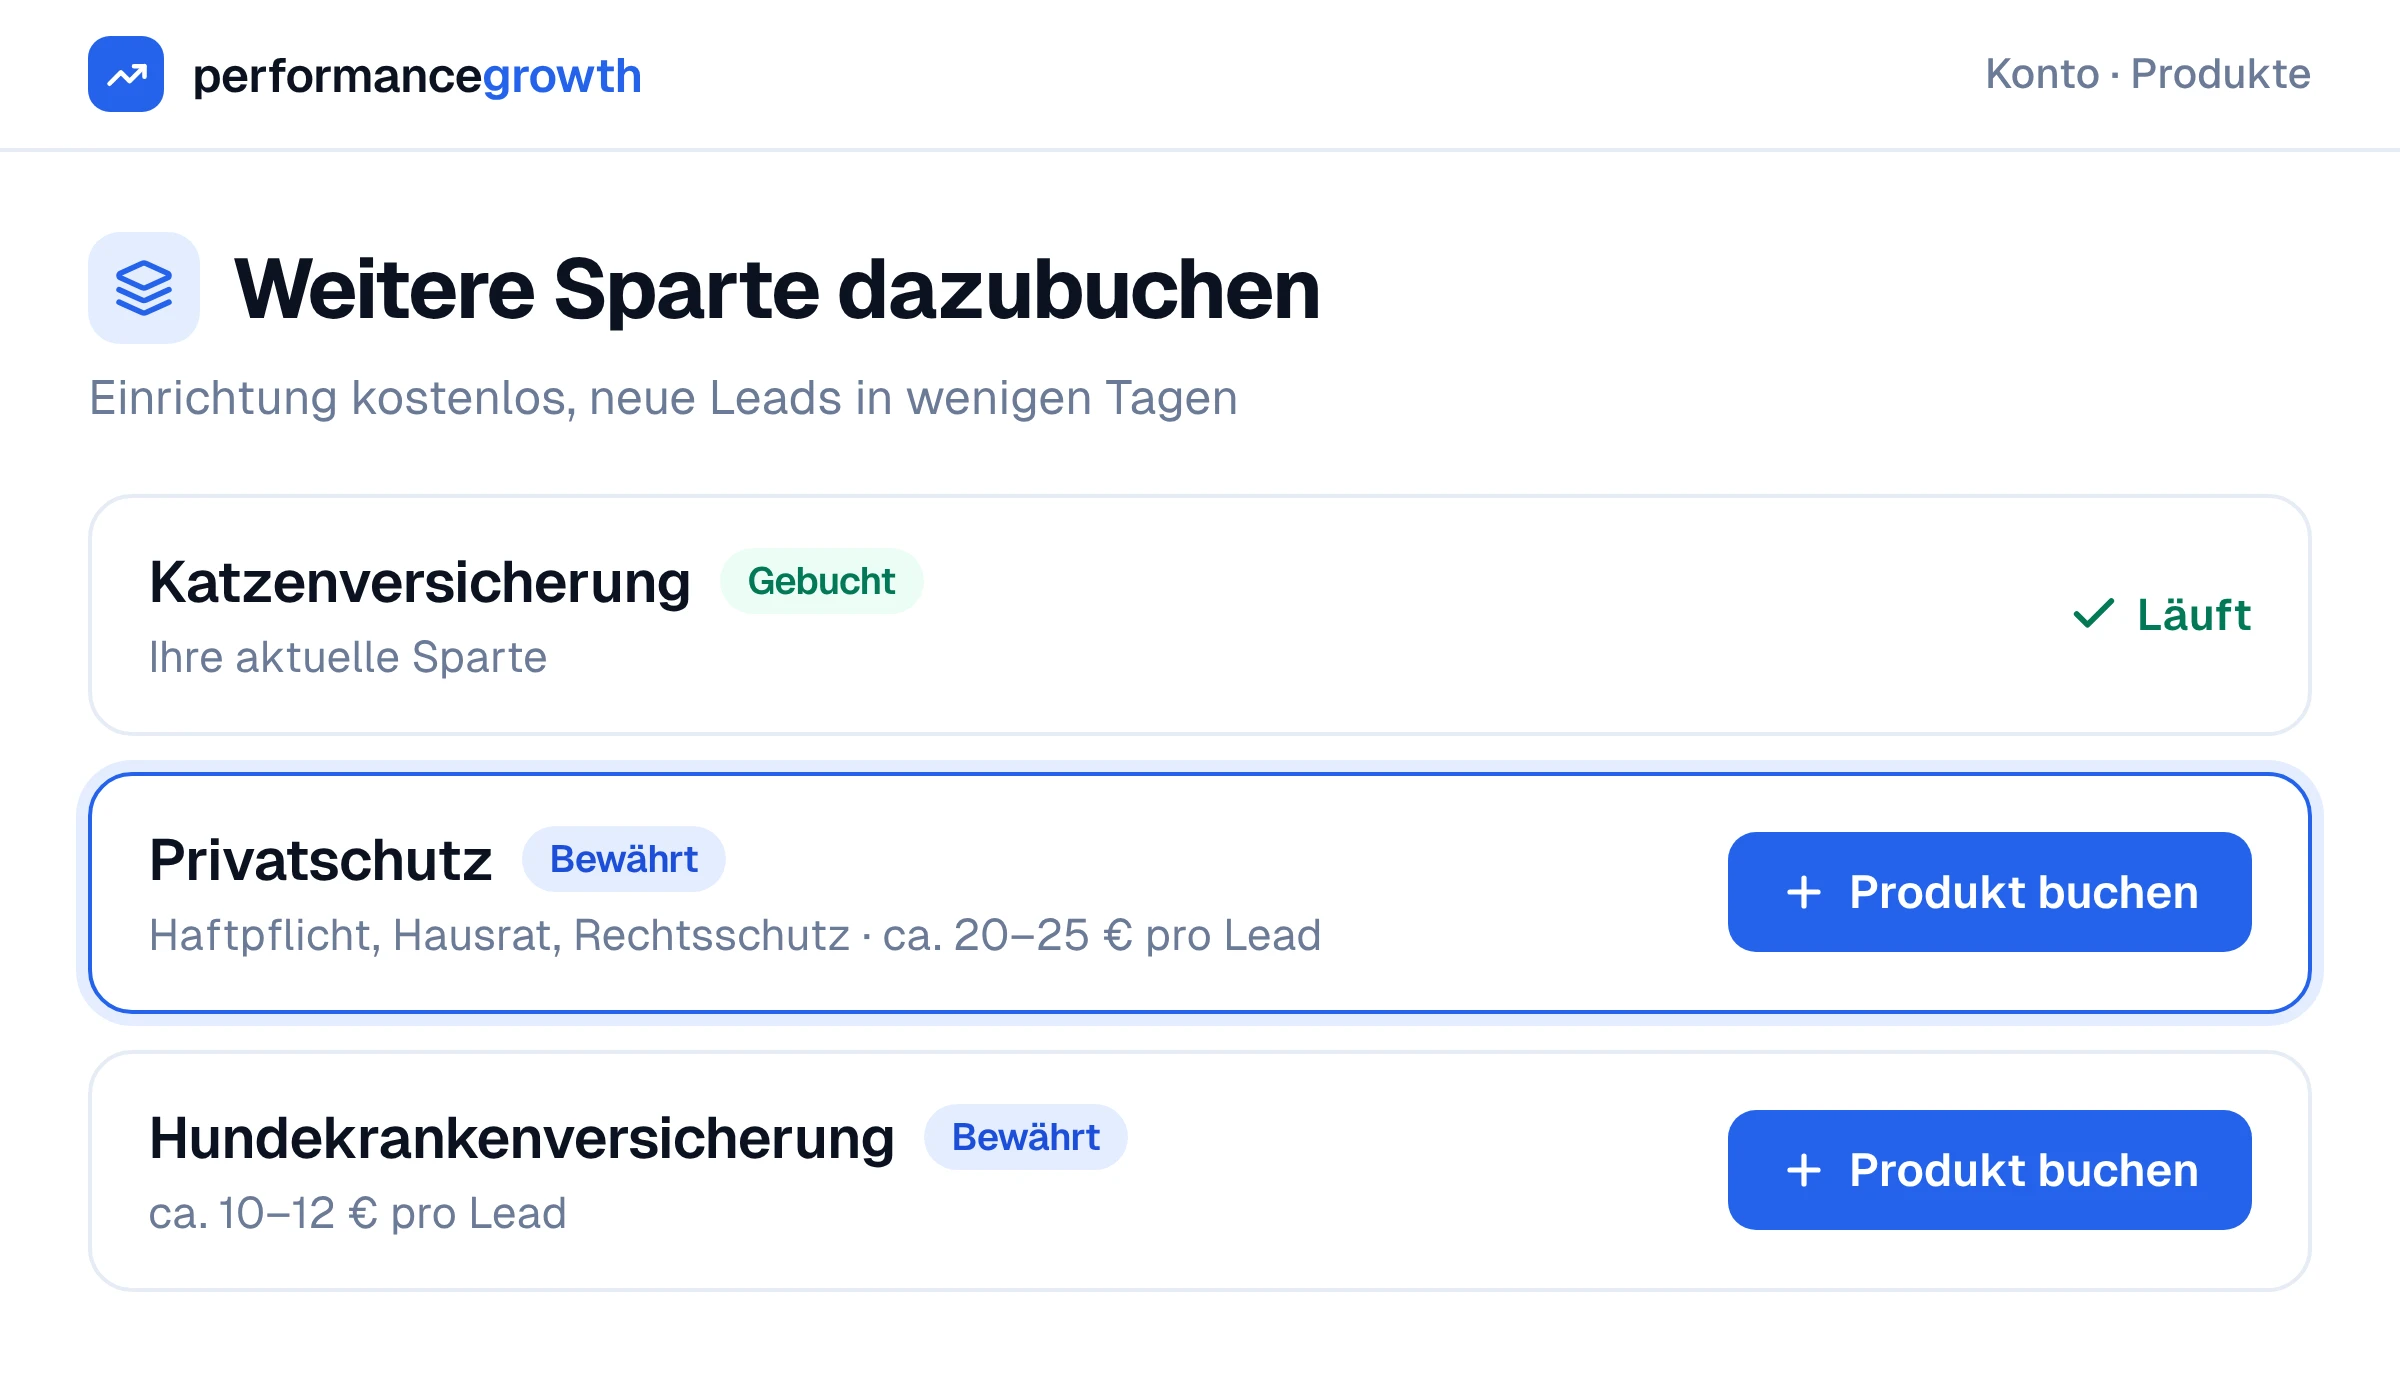 performancegrowth
Konto · Produkte
Weitere Sparte dazubuchen
Einrichtung kostenlos, neue Leads in wenigen Tagen
Katzenversicherung
Gebucht
Ihre aktuelle Sparte
Läuft
Privatschutz
Bewährt
Haftpflicht, Hausrat, Rechtsschutz · ca. 20–25 € pro Lead
+ Produkt buchen
Hundekrankenversicherung
Bewährt
ca. 10–12 € pro Lead
+ Produkt buchen